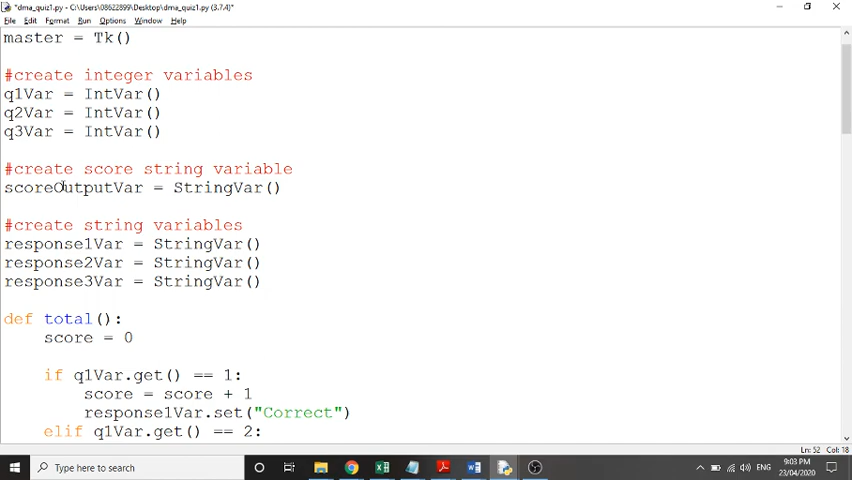 *dma_quiz1.py - C:\Users\08622899\Desktop\dma_quiz1.py (3.7.4)*
File Edit Format Run Options Window Help
master = Tk()
#create integer variables
q1Var = IntVar()
q2Var = IntVar()
q3Var = IntVar()
#create score string variable
scoreOutputVar = StringVar()
#create string variables
response1Var = StringVar()
response2Var = StringVar()
response3Var = StringVar()
def total():
    score = 0
    if q1Var.get() == 1:
        score = score + 1
        response1Var.set("Correct")
    elif q1Var.get() == 2:
Ln: 52 Col: 18
Type here to search
ENG
9:03 PM
23/04/2020